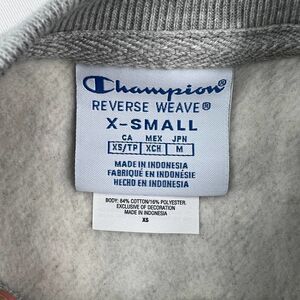 Champion®
REVERSE WEAVE®
X-SMALL
CA MEX JPN
XS/TP XCH M
MADE IN INDONESIA
FABRIQUÉ EN INDONÉSIE
HECHO EN INDONESIA
BODY: 84% COTTON/16% POLYESTER.
EXCLUSIVE OF DECORATION
MADE IN INDONESIA
XS